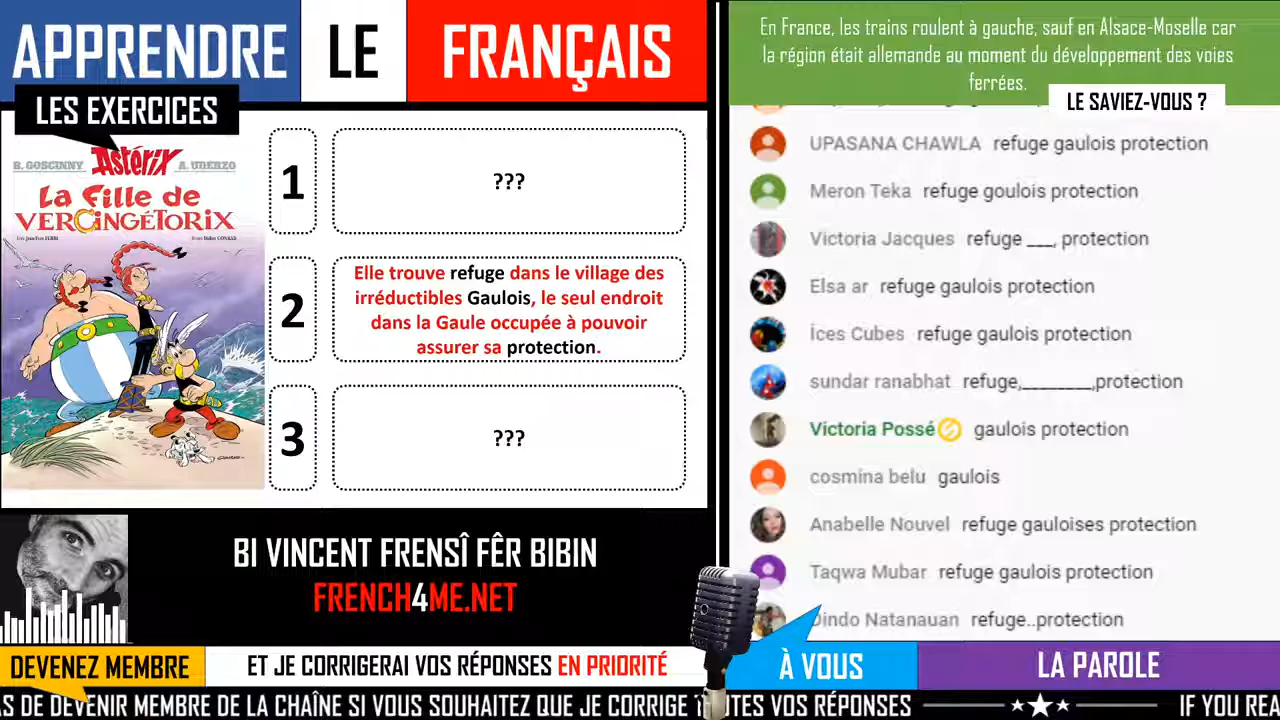 APPRENDRE LE FRANÇAIS
LES EXERCICES
R. GOSCINNY Astérix A. UDERZO
La Fille de
VERCINGÉTORIX
1
???
2
Elle trouve refuge dans le village des
irréductibles Gaulois, le seul endroit
dans la Gaule occupée à pouvoir
assurer sa protection.
3
???
BI VINCENT FRENSÎ FÊR BIBIN
FRENCH4ME.NET
DEVENEZ MEMBRE
ET JE CORRIGERAI VOS RÉPONSES EN PRIORITÉ
En France, les trains roulent à gauche, sauf en Alsace-Moselle car
la région était allemande au moment du développement des voies
ferrées.
LE SAVIEZ-VOUS ?
UPASANA CHAWLA refuge gaulois protection
Meron Teka refuge goulois protection
Victoria Jacques refuge ___, protection
Elsa ar refuge gaulois protection
İces Cubes refuge gaulois protection
sundar ranabhat refuge,________,protection
Victoria Possé gaulois protection
cosmina belu gaulois
Anabelle Nouvel refuge gauloises protection
Taqwa Mubar refuge gaulois protection
Dindo Natanauan refuge..protection
À VOUS
LA PAROLE
AS DE DEVENIR MEMBRE DE LA CHAÎNE SI VOUS SOUHAITEZ QUE JE CORRIGE TOUTES VOS RÉPONSES IF YOU REA